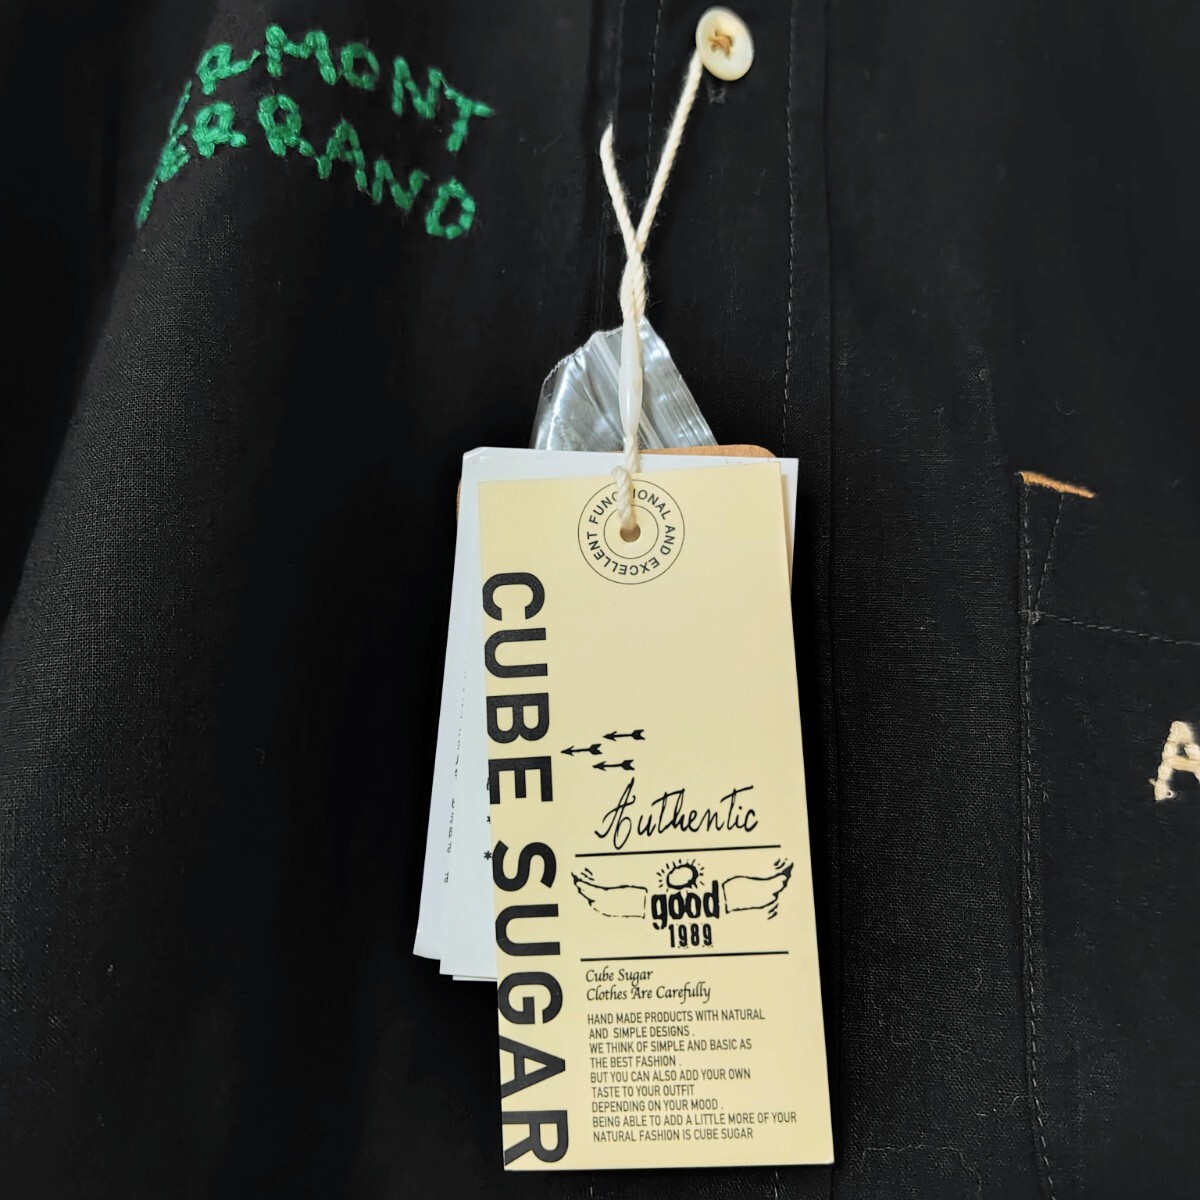 RMONT
ERRANO
FUNCTIONAL AND EXCELLENT
CUBE SUGAR
Authentic
good
1989
Cube Sugar
Clothes Are Carefully
HAND MADE PRODUCTS WITH NATURAL
AND SIMPLE DESIGNS .
WE THINK OF SIMPLE AND BASIC AS
THE BEST FASHION .
BUT YOU CAN ALSO ADD YOUR OWN
TASTE TO YOUR OUTFIT
DEPENDING ON YOUR MOOD .
BEING ABLE TO ADD A LITTLE MORE OF YOUR
NATURAL FASHION IS CUBE SUGAR
A